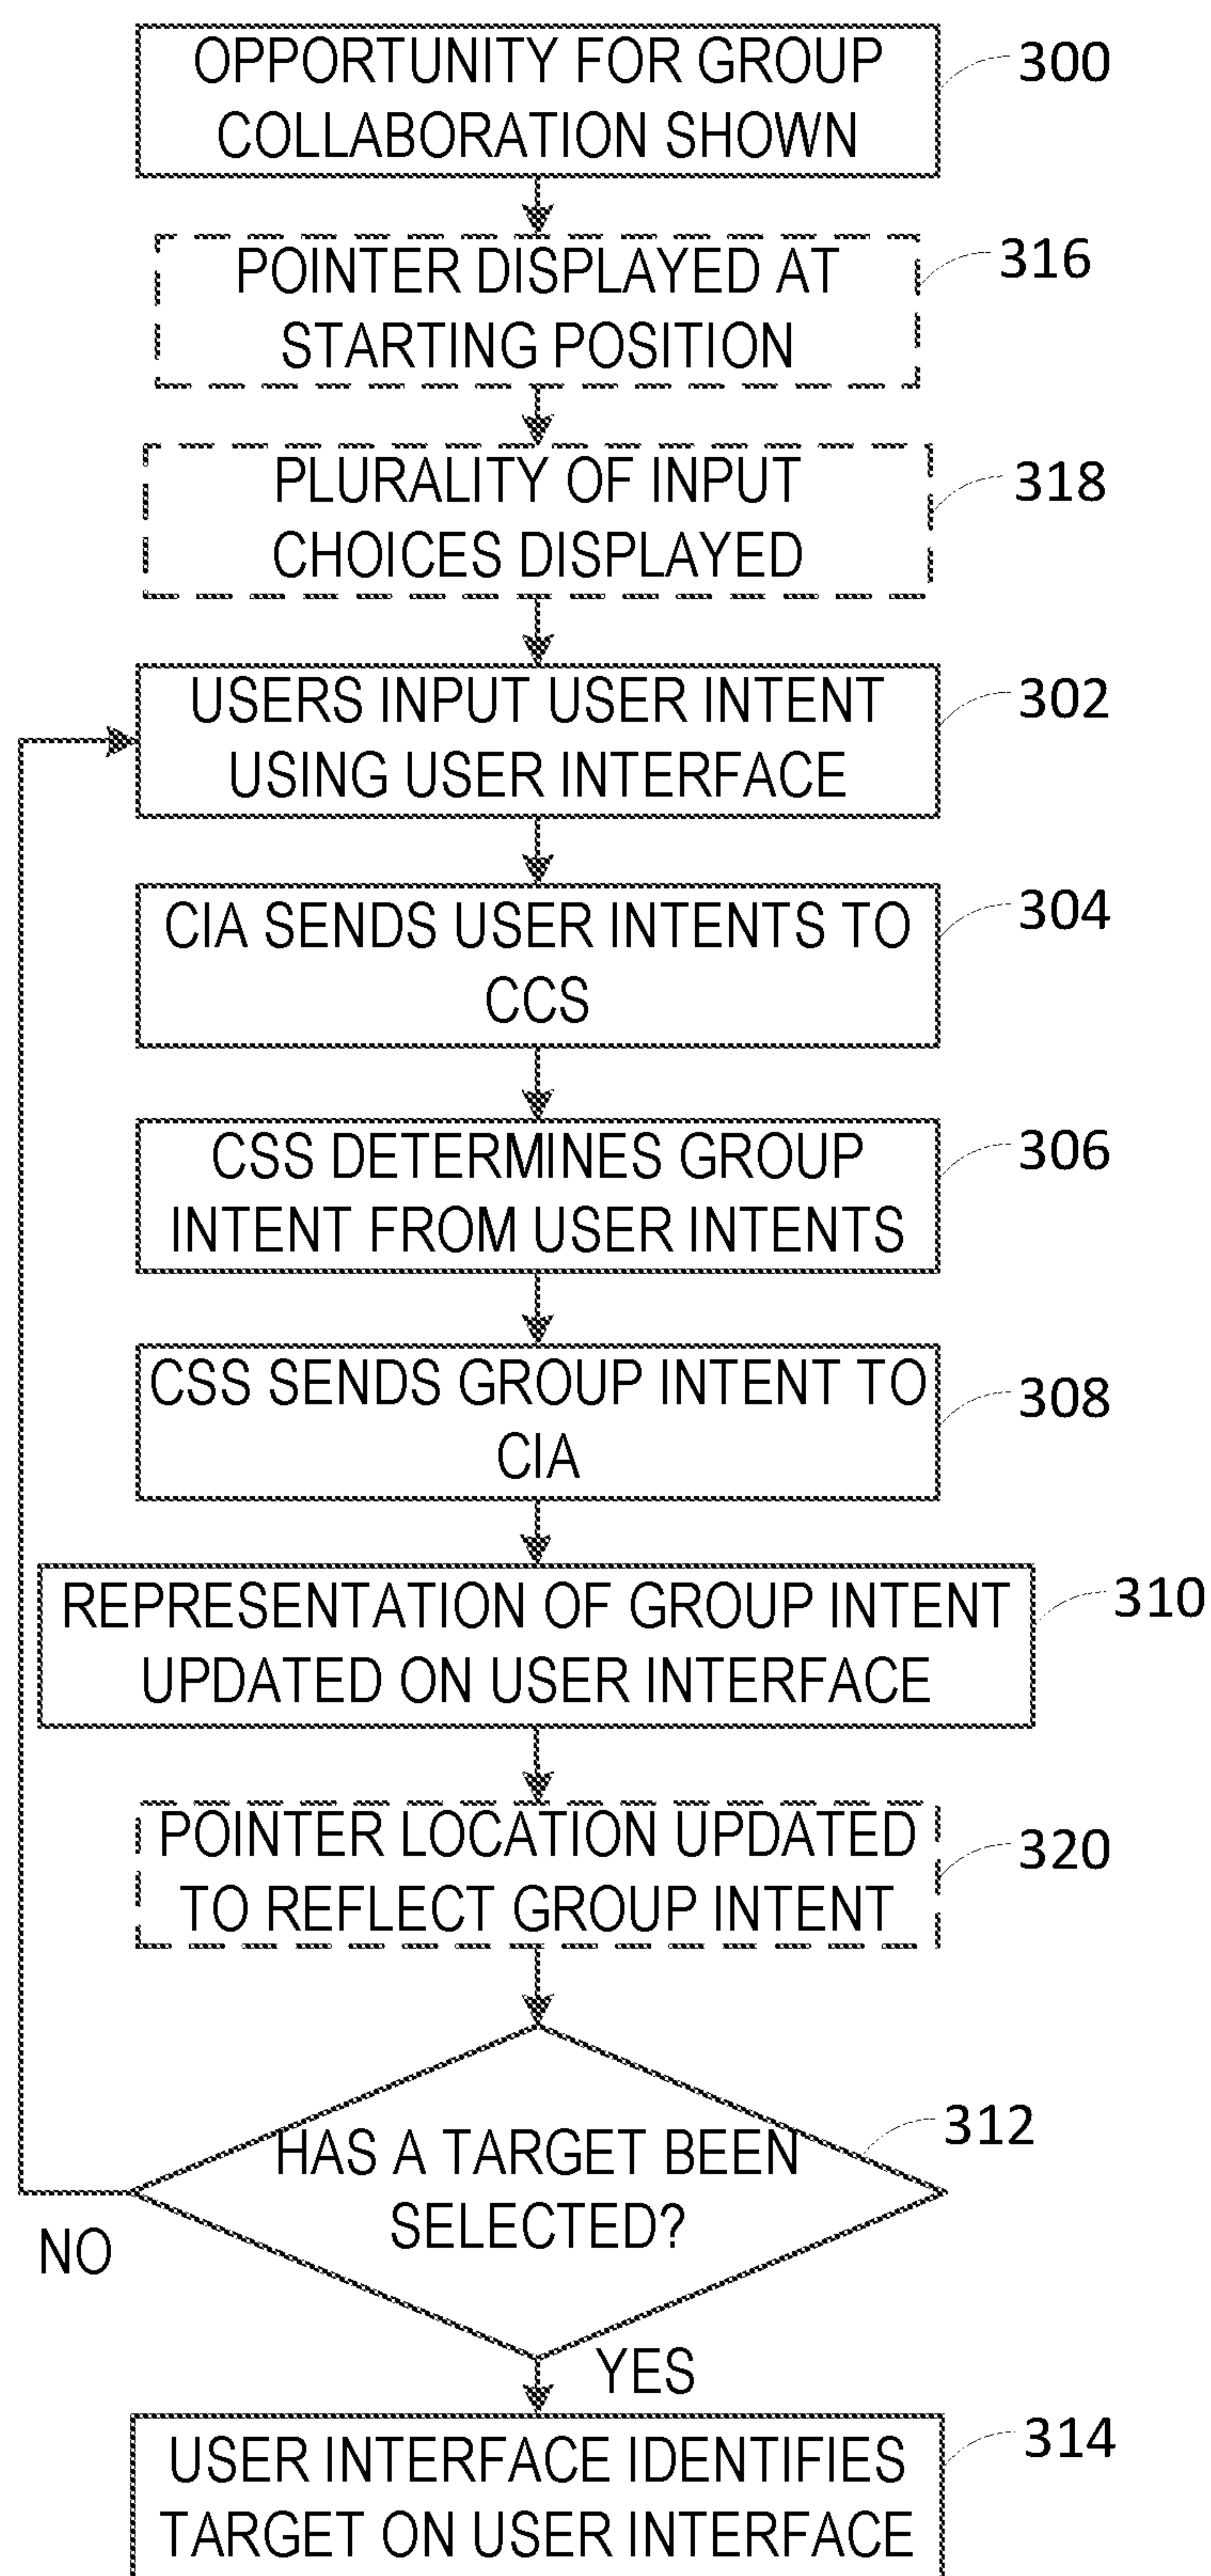 OPPORTUNITY FOR GROUP
COLLABORATION SHOWN
300
POINTER DISPLAYED AT
STARTING POSITION
316
PLURALITY OF INPUT
CHOICES DISPLAYED
318
USERS INPUT USER INTENT
USING USER INTERFACE
302
CIA SENDS USER INTENTS TO
CCS
304
CSS DETERMINES GROUP
INTENT FROM USER INTENTS
306
CSS SENDS GROUP INTENT TO
CIA
308
REPRESENTATION OF GROUP INTENT
UPDATED ON USER INTERFACE
310
POINTER LOCATION UPDATED
TO REFLECT GROUP INTENT
320
HAS A TARGET BEEN
SELECTED?
312
NO
YES
USER INTERFACE IDENTIFIES
TARGET ON USER INTERFACE
314